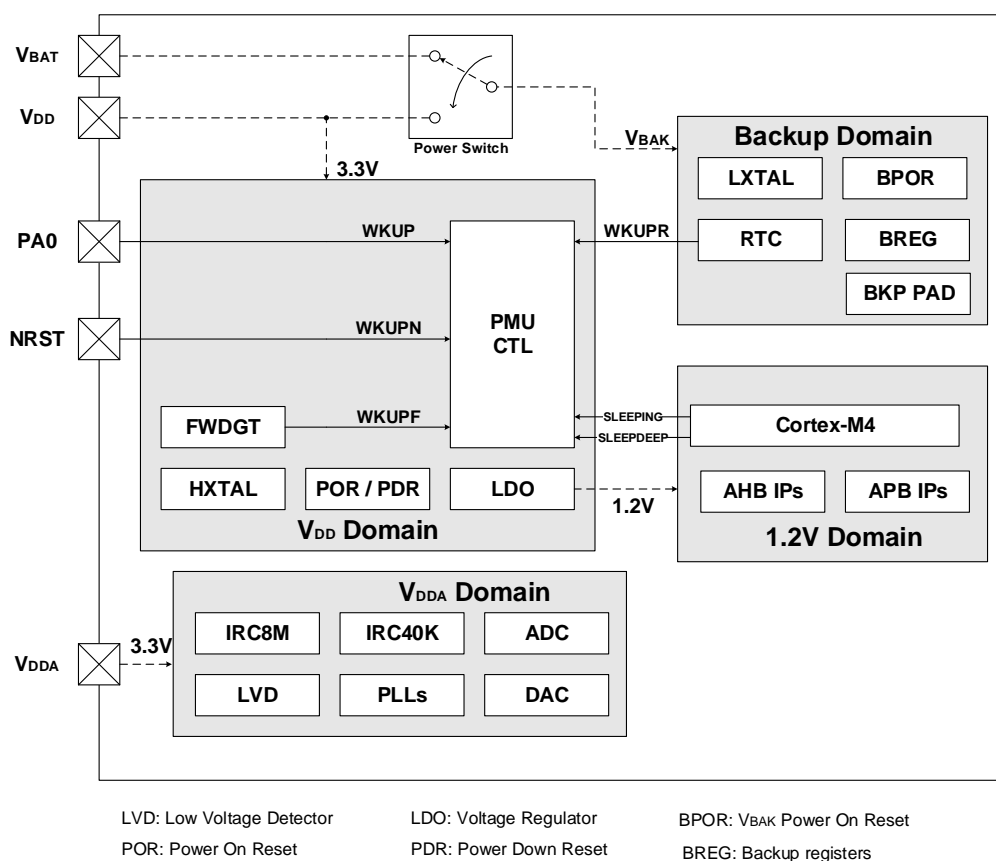 VBAT
VDD
Power Switch
3.3V
VBAK
Backup Domain
LXTAL
BPOR
RTC
BREG
BKP PAD
PA0
WKUP
WKUPR
NRST
WKUPN
PMU
CTL
FWDGT
WKUPF
HXTAL
POR / PDR
LDO
VDD Domain
SLEEPING
SLEEPDEEP
Cortex-M4
1.2V
AHB IPs
APB IPs
1.2V Domain
VDDA Domain
VDDA
3.3V
IRC8M
IRC40K
ADC
LVD
PLLs
DAC
LVD: Low Voltage Detector
LDO: Voltage Regulator
BPOR: VBAK Power On Reset
POR: Power On Reset
PDR: Power Down Reset
BREG: Backup registers